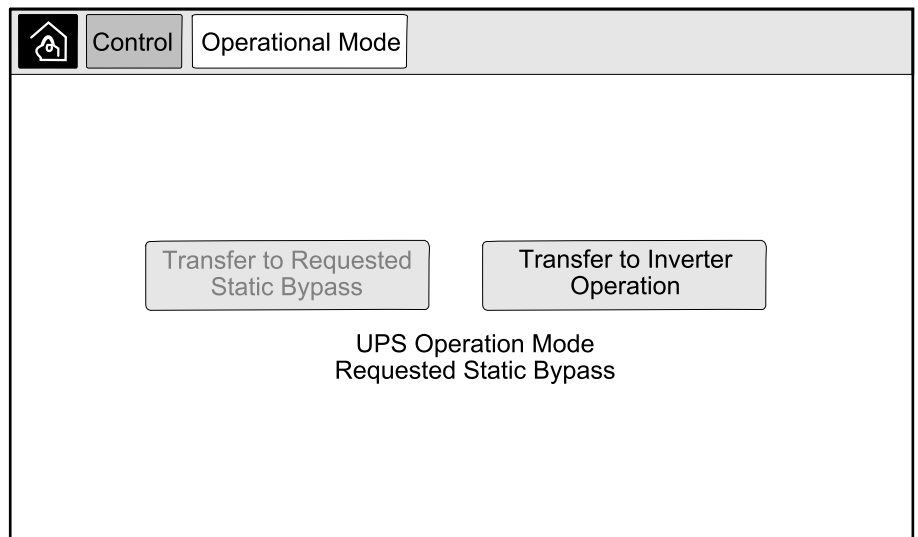 Control
Operational Mode
Transfer to Requested
Static Bypass
Transfer to Inverter
Operation
UPS Operation Mode
Requested Static Bypass